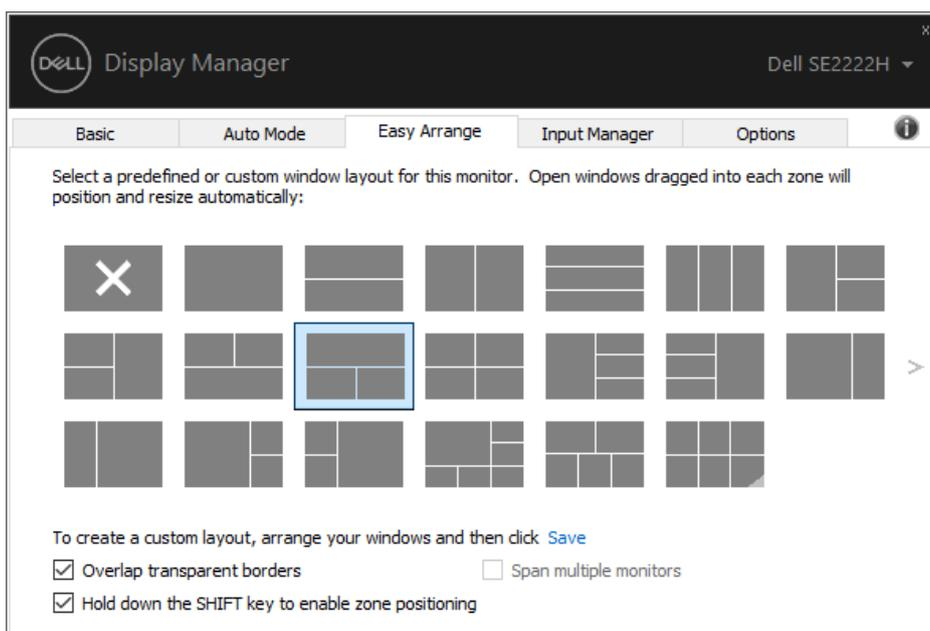 DELL Display Manager
Dell SE2222H
Basic Auto Mode Easy Arrange Input Manager Options
Select a predefined or custom window layout for this monitor. Open windows dragged into each zone will
position and resize automatically:
To create a custom layout, arrange your windows and then click Save
Overlap transparent borders
Span multiple monitors
Hold down the SHIFT key to enable zone positioning